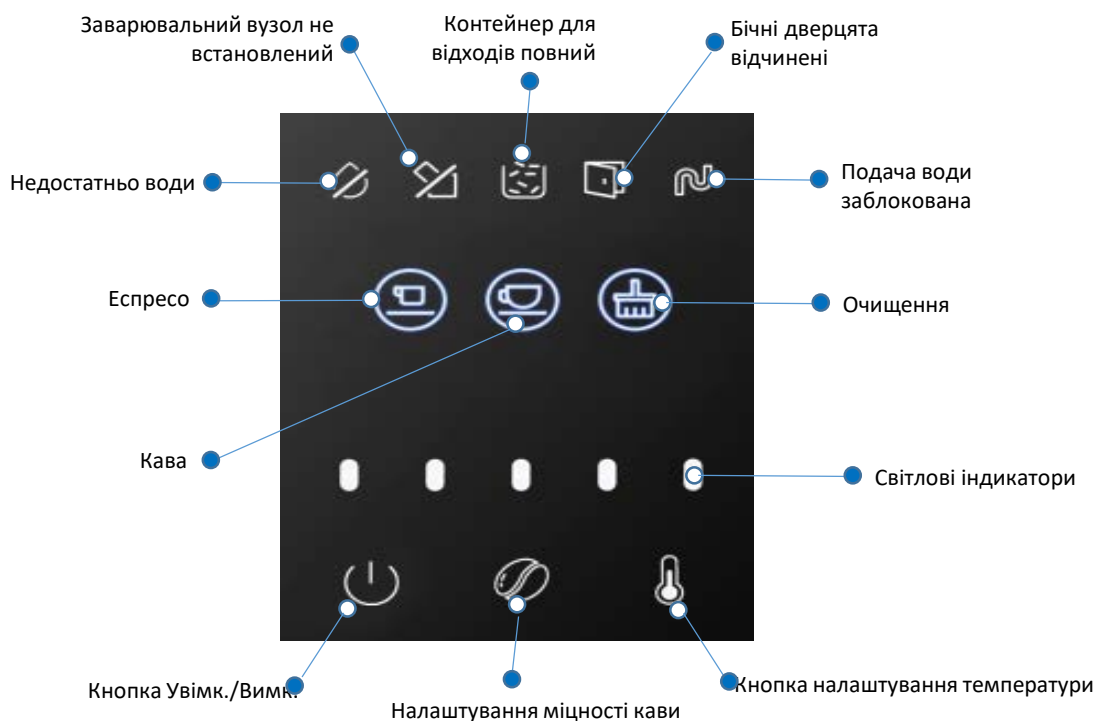 Заварювальний вузол не
встановлений
Контейнер для
відходів повний
Бічні дверцята
відчинені
Недостатньо води
Подача води
заблокована
Еспресо
Очищення
Кава
Світлові індикатори
Кнопка Увімк./Вимк.
Кнопка налаштування температури
Налаштування міцності кави